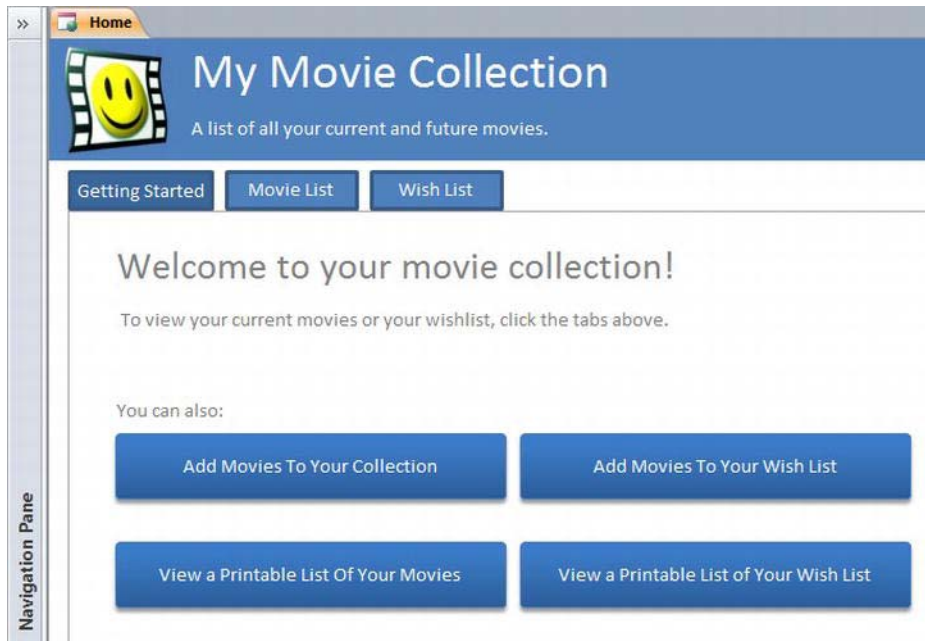 »
Home
My Movie Collection
A list of all your current and future movies.
Getting Started
Movie List
Wish List
Welcome to your movie collection!
To view your current movies or your wishlist, click the tabs above.
You can also:
Add Movies To Your Collection
Add Movies To Your Wish List
View a Printable List Of Your Movies
View a Printable List of Your Wish List
Navigation Pane